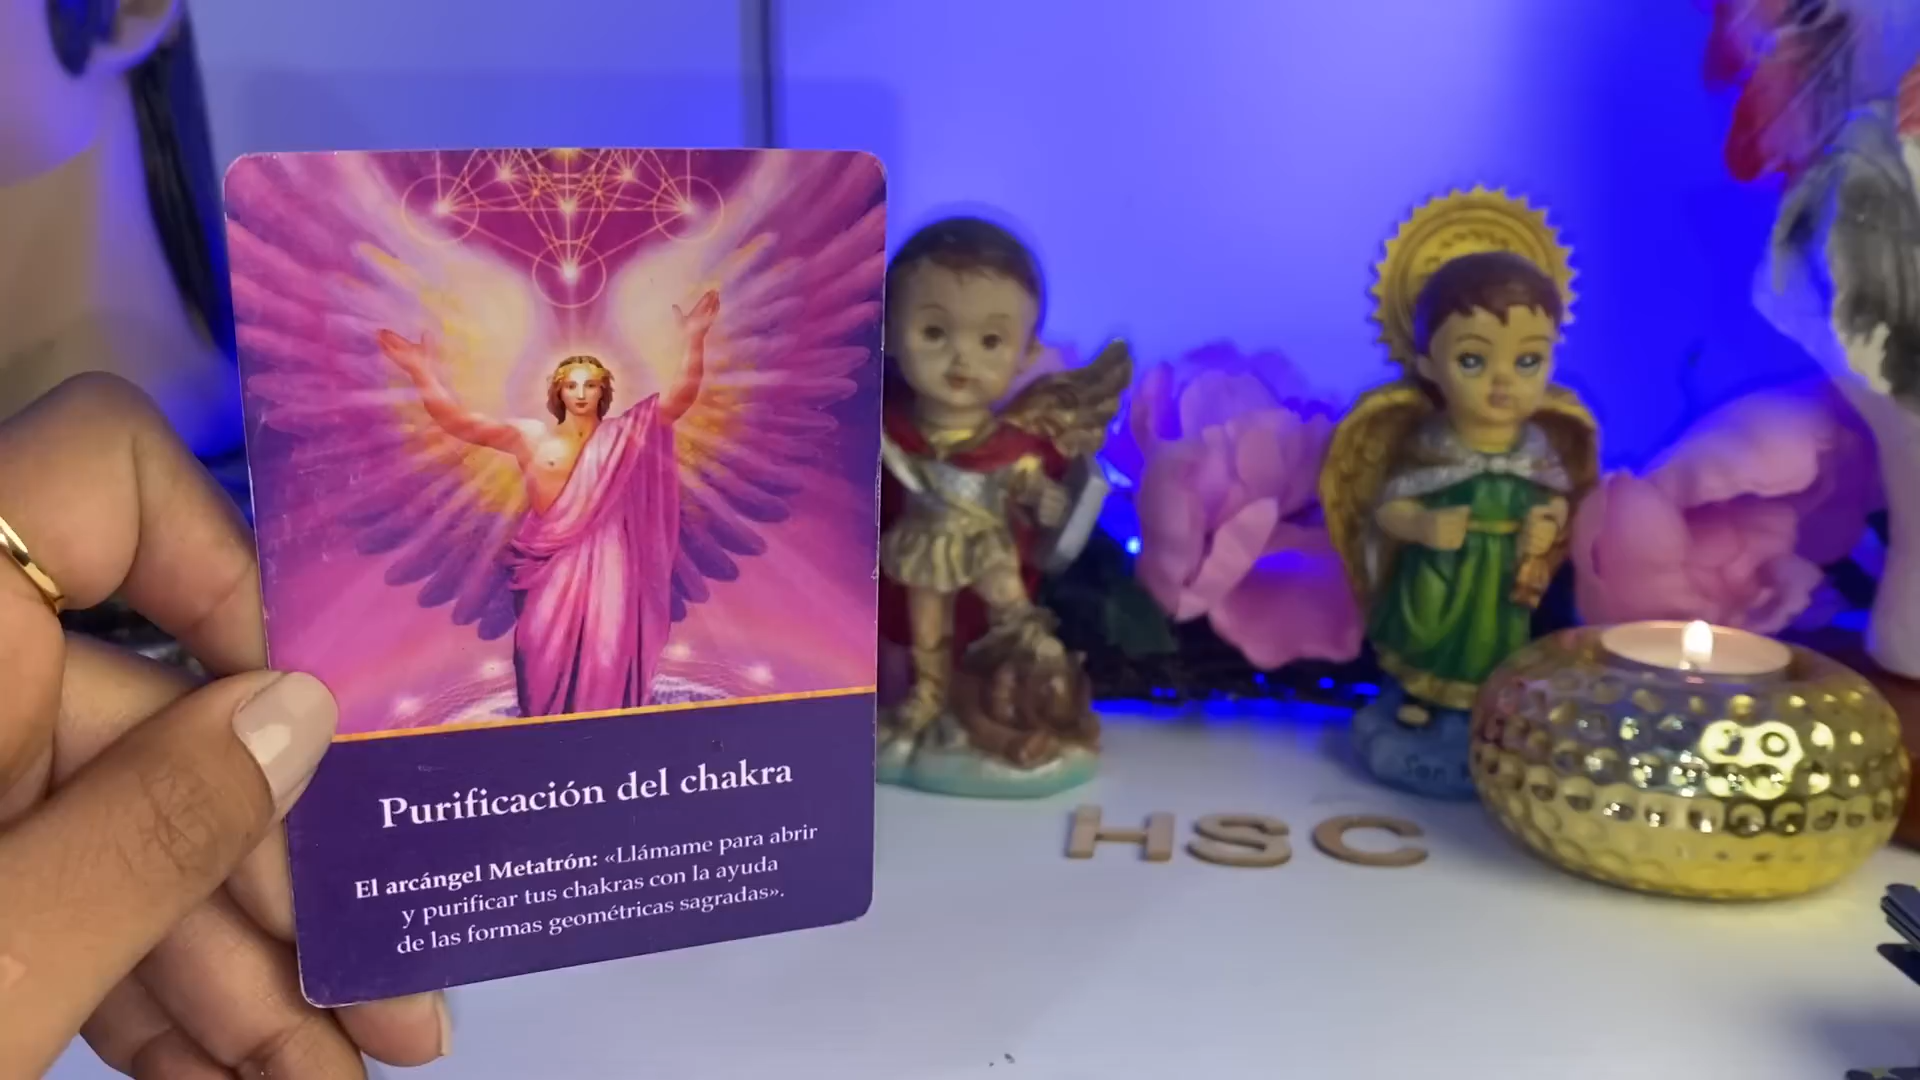 Purificación del chakra
El arcángel Metatrón: «Llámame para abrir
y purificar tus chakras con la ayuda
de las formas geométricas sagradas».
HSC
San